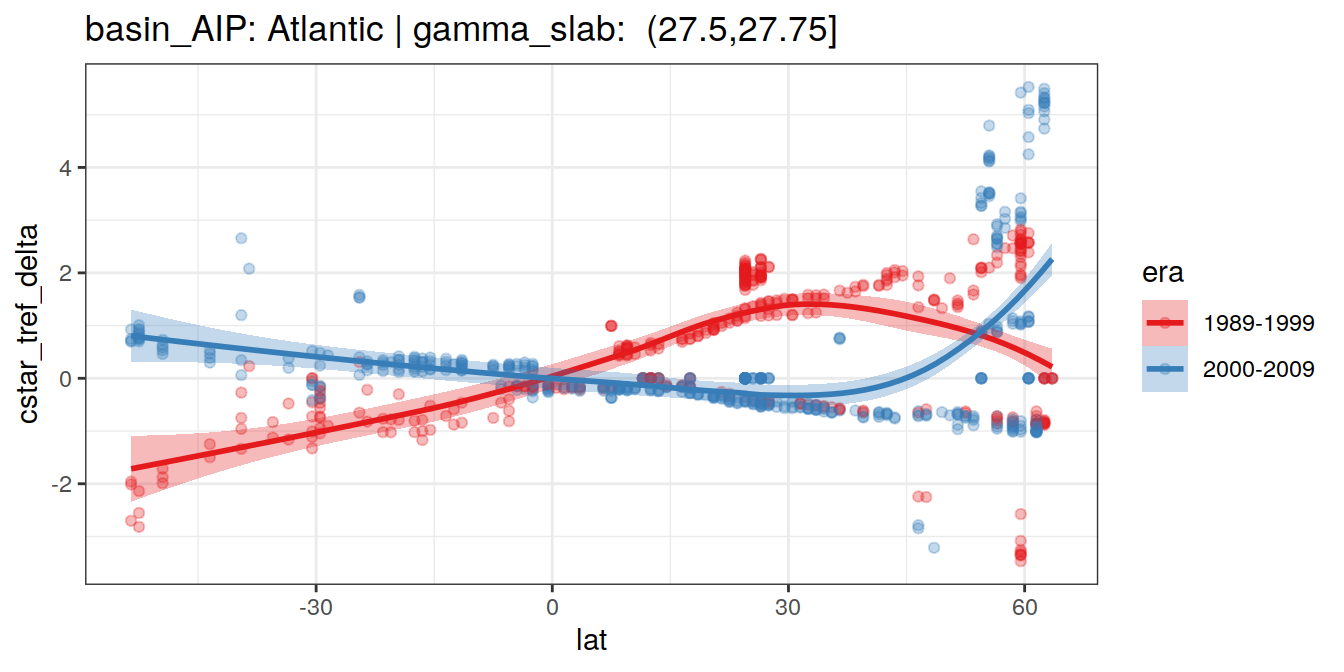 basin_AIP: Atlantic | gamma_slab:  (27.5,27.75]
cstar_tref_delta
4
2
0
-2
-30
0
30
60
lat
era
1989-1999
2000-2009